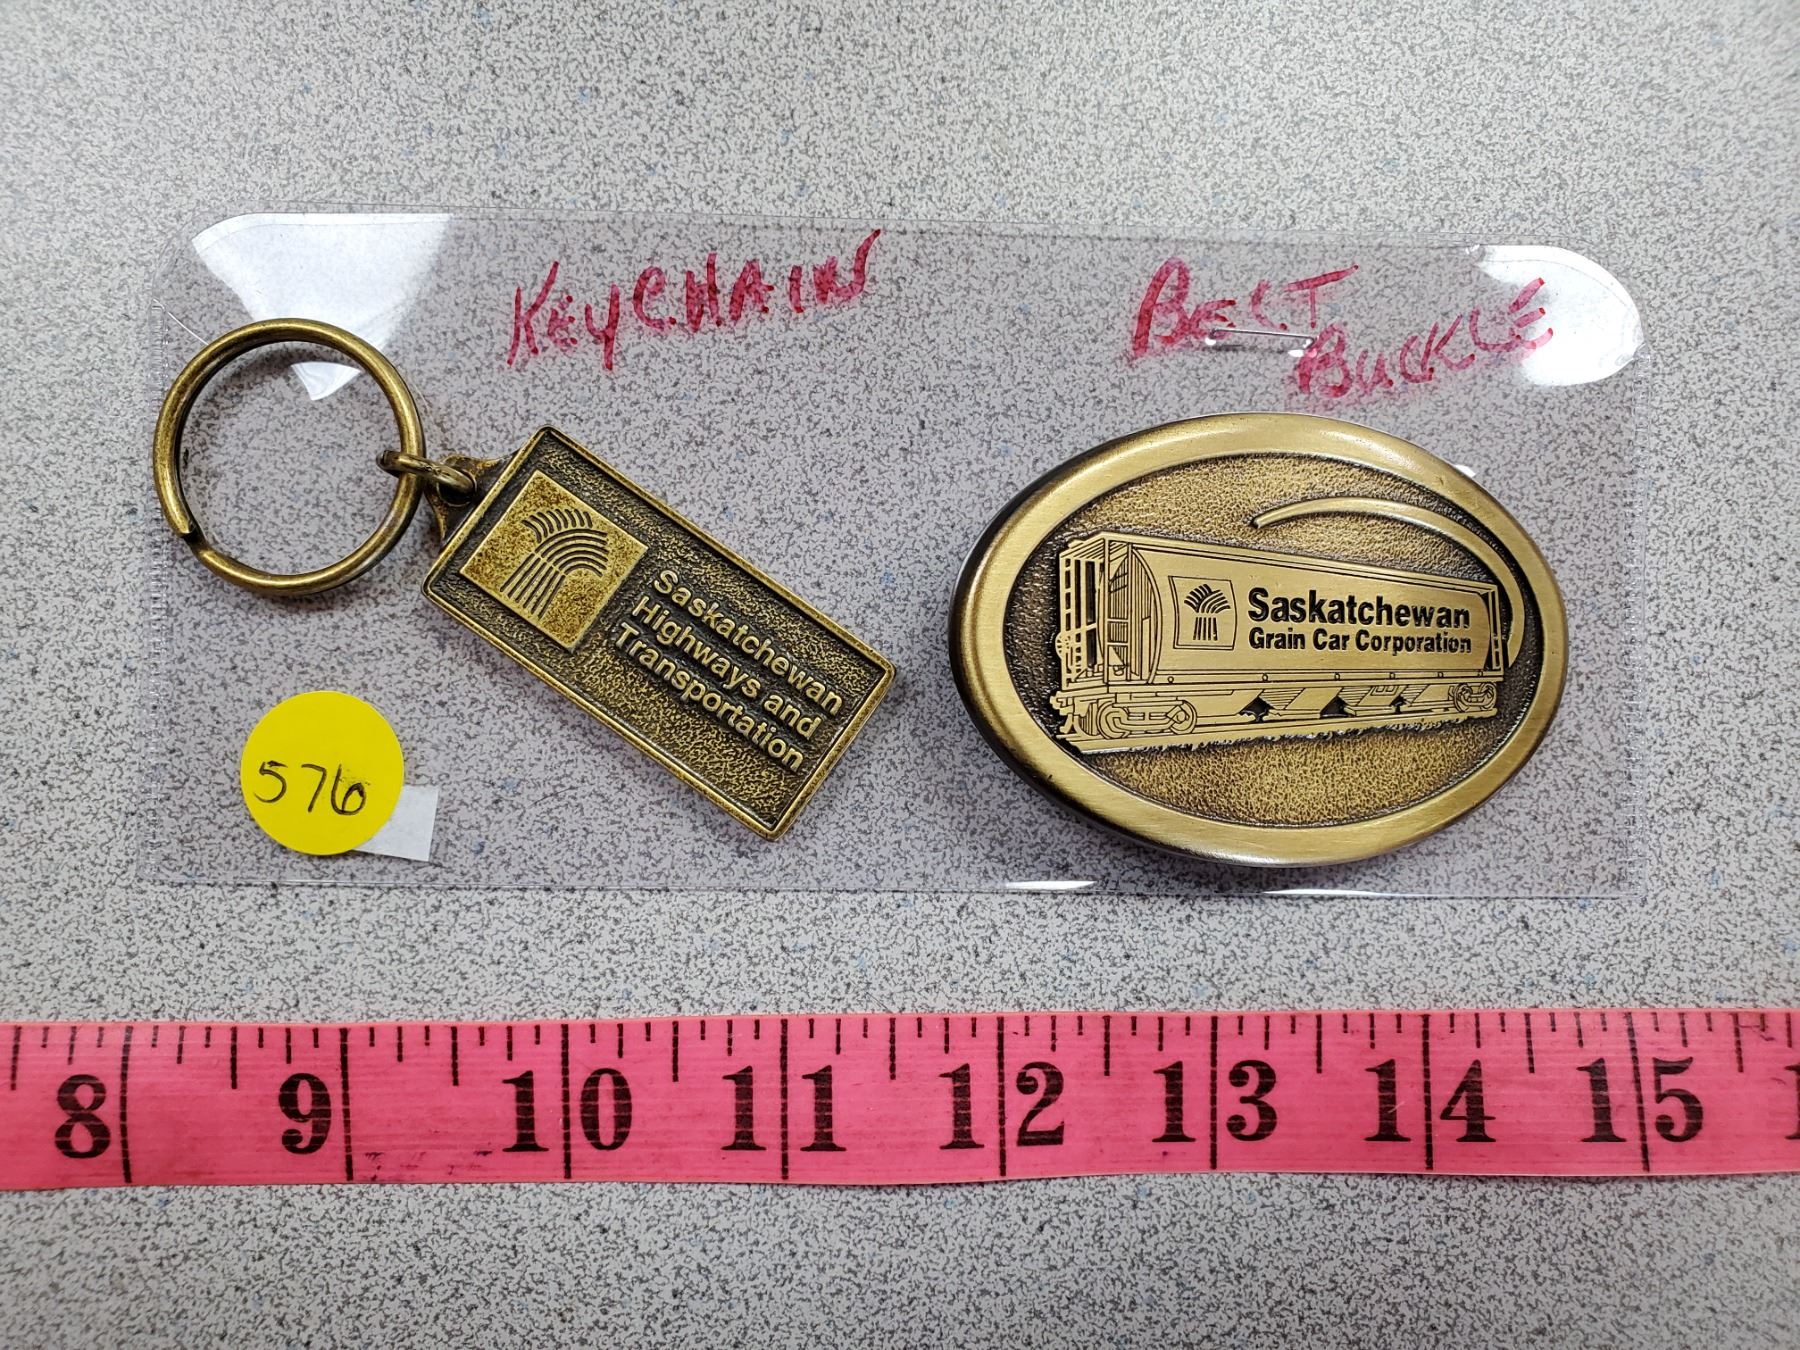 KeyCHAIN
BELT
BUCKLE
Saskatchewan
Highways and
Transportation
Saskatchewan
Grain Car Corporation
576
8 9 10 11 12 13 14 15